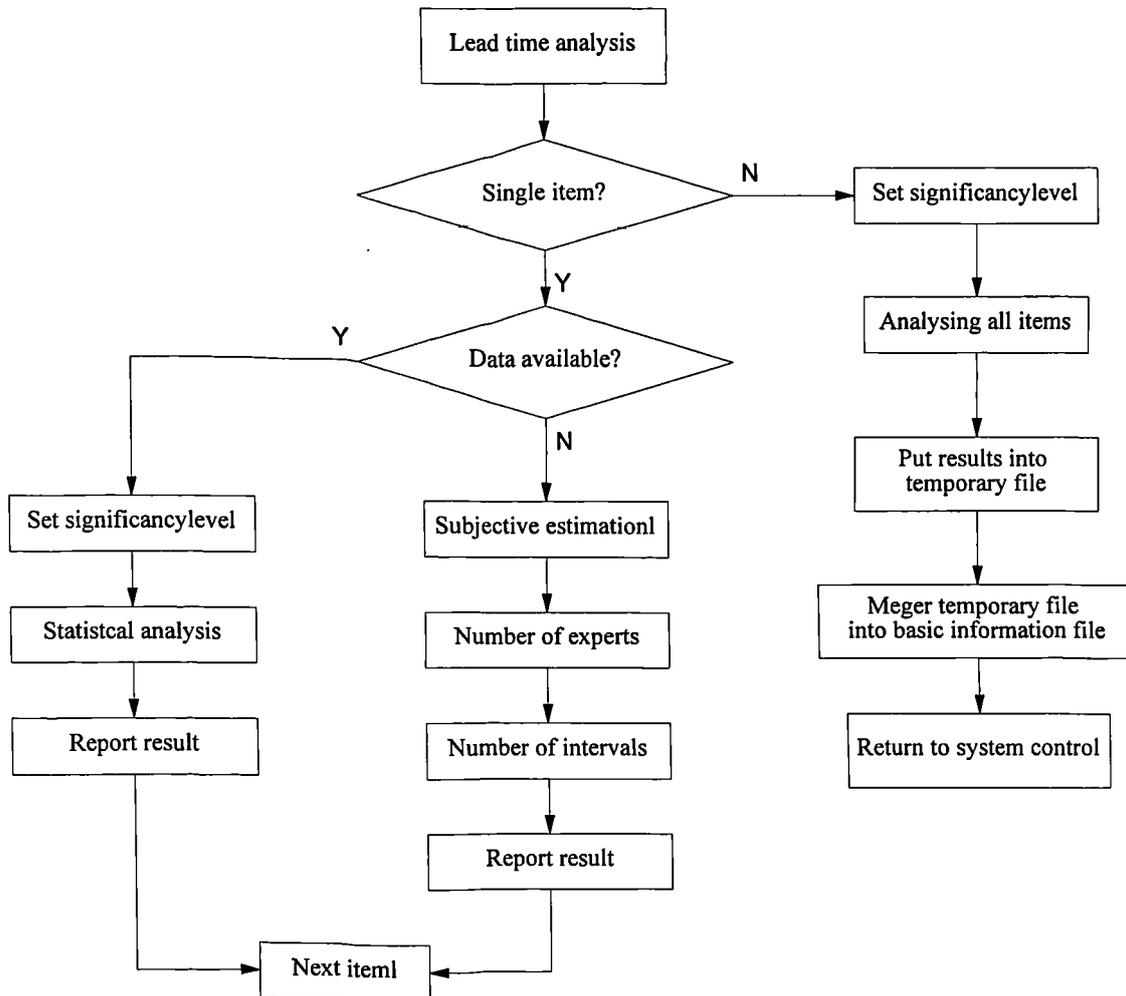 Lead time analysis
Single item?
N
Set significancylevel
Y
Analysing all items
Data available?
Y
N
Put results into
temporary file
Set significancylevel
Subjective estimationl
Statistcal analysis
Number of experts
Meger temporary file
into basic information file
Report result
Number of intervals
Return to system control
Report result
Next iteml